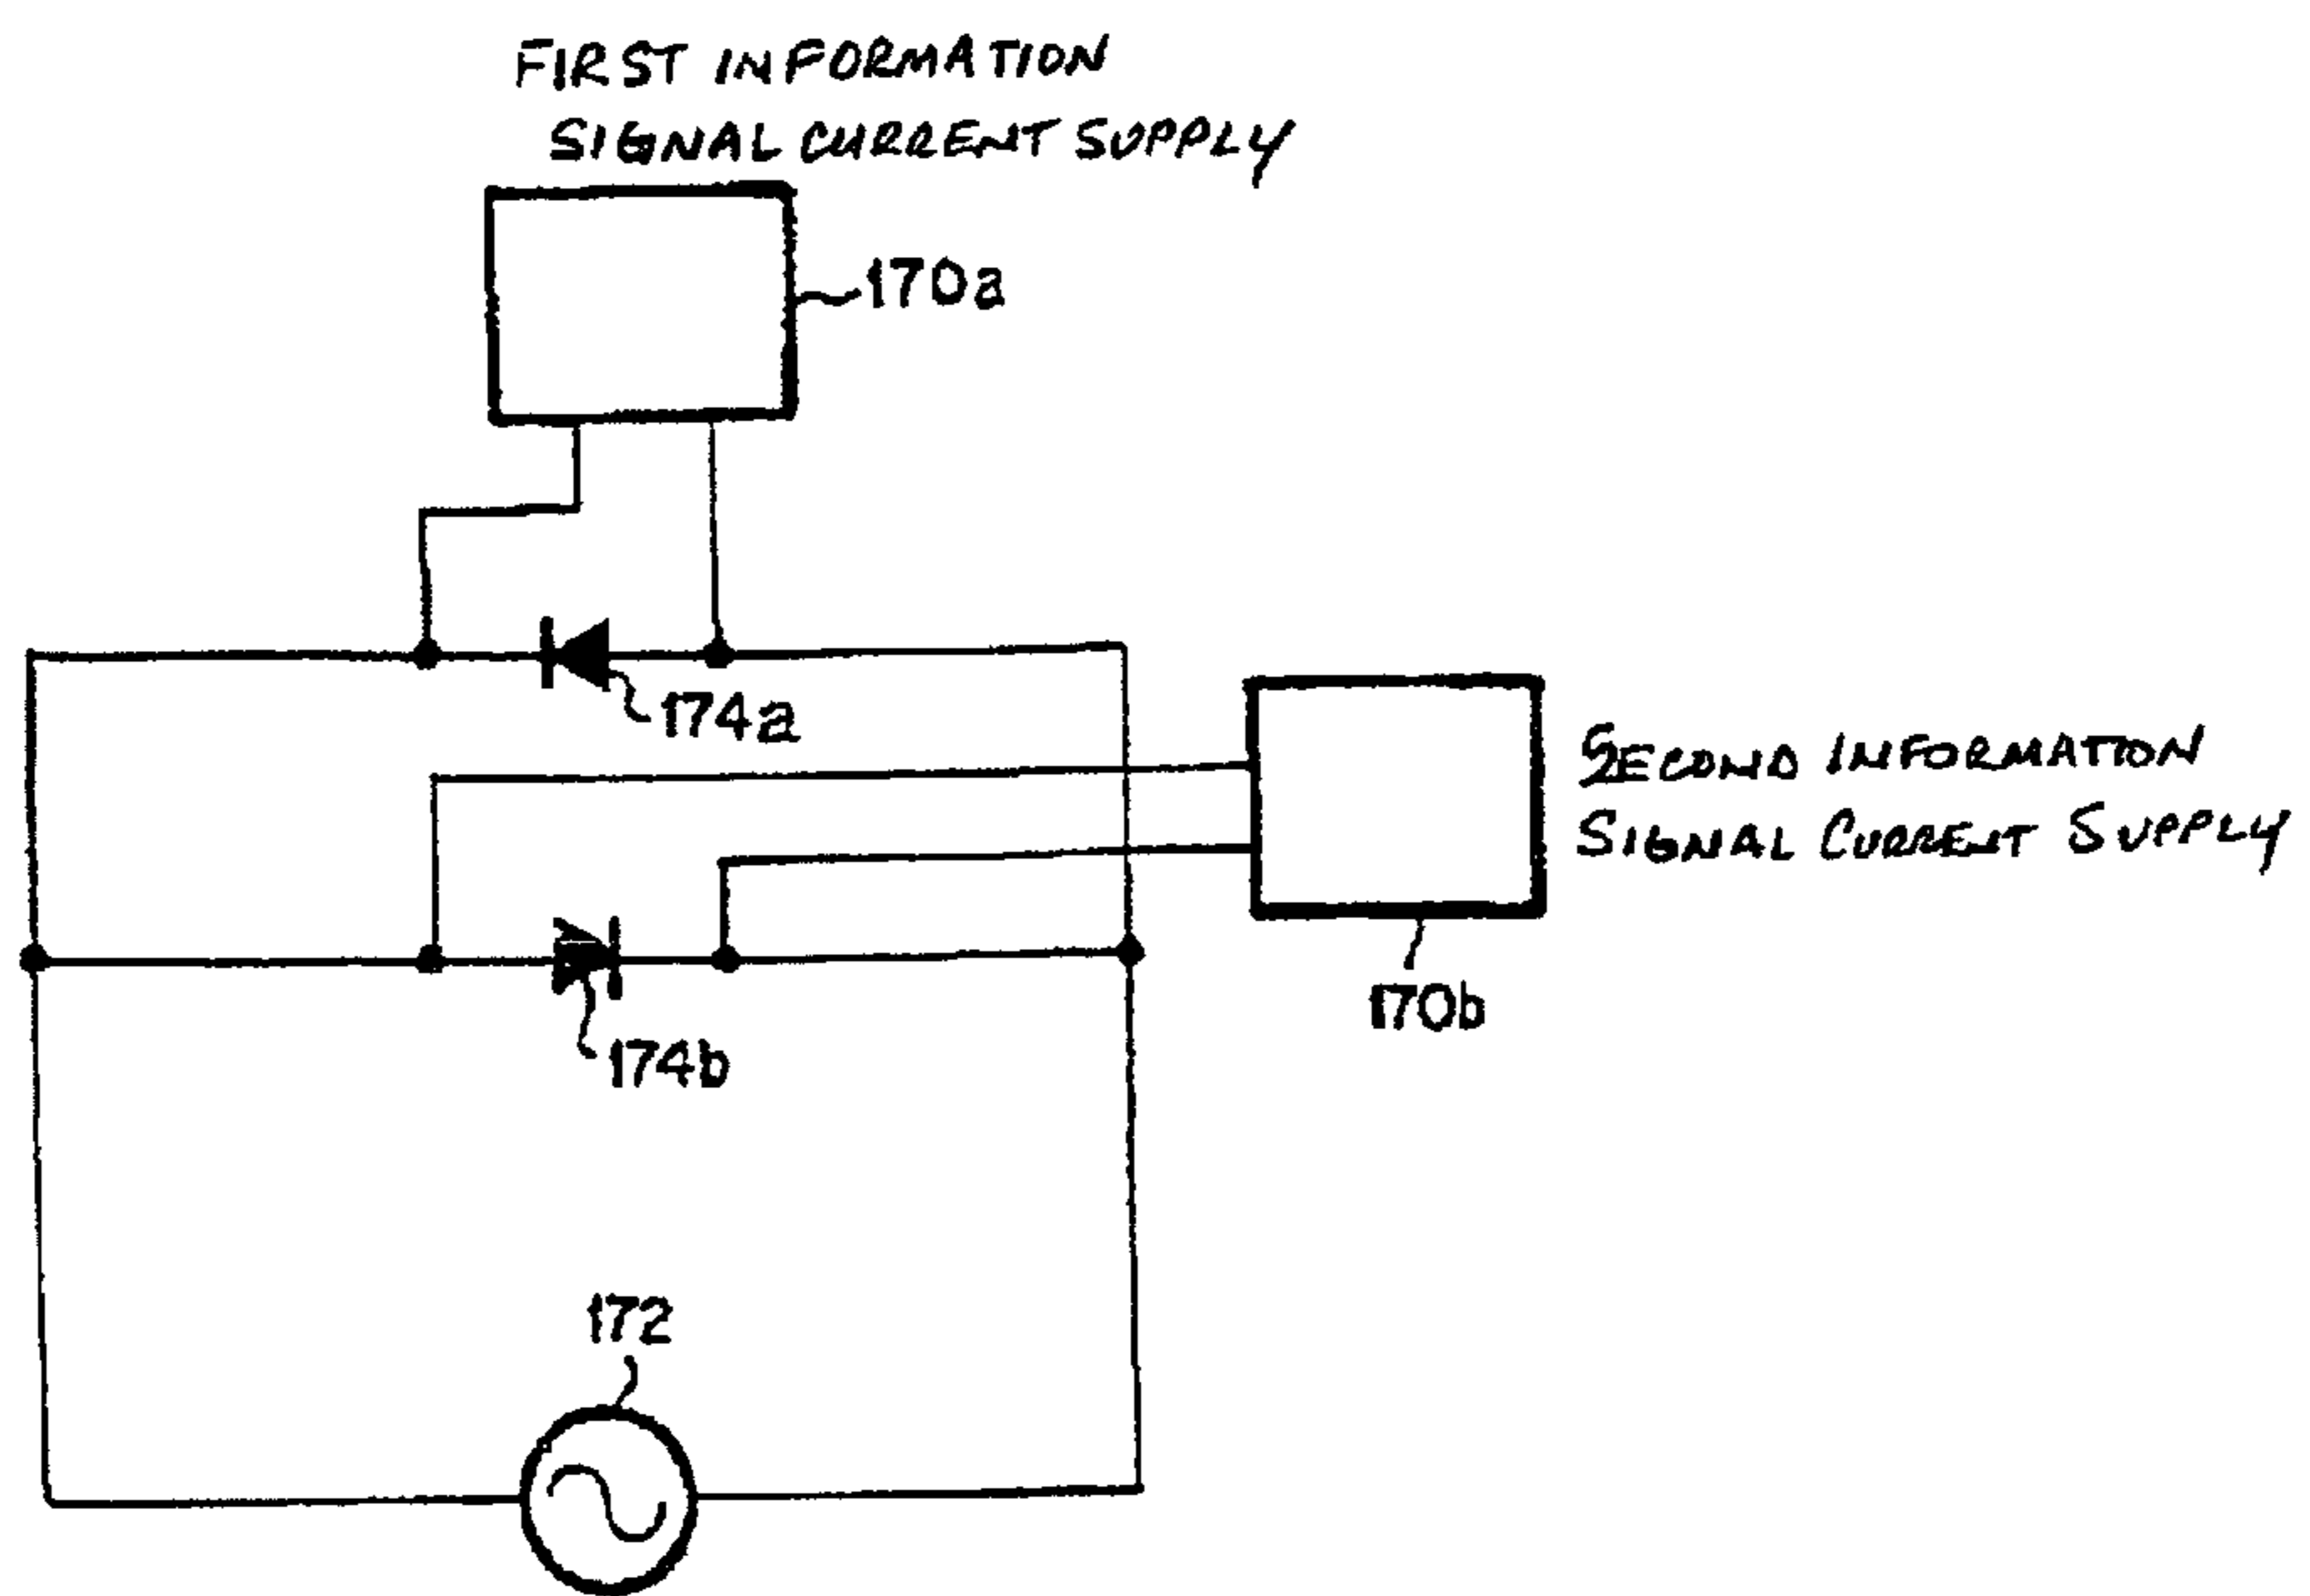 FIRST INFORMATION
SIGNAL CURRENT SUPPLY
170a
174a
SECOND INFORMATION
SIGNAL CURRENT SUPPLY
170b
174b
172